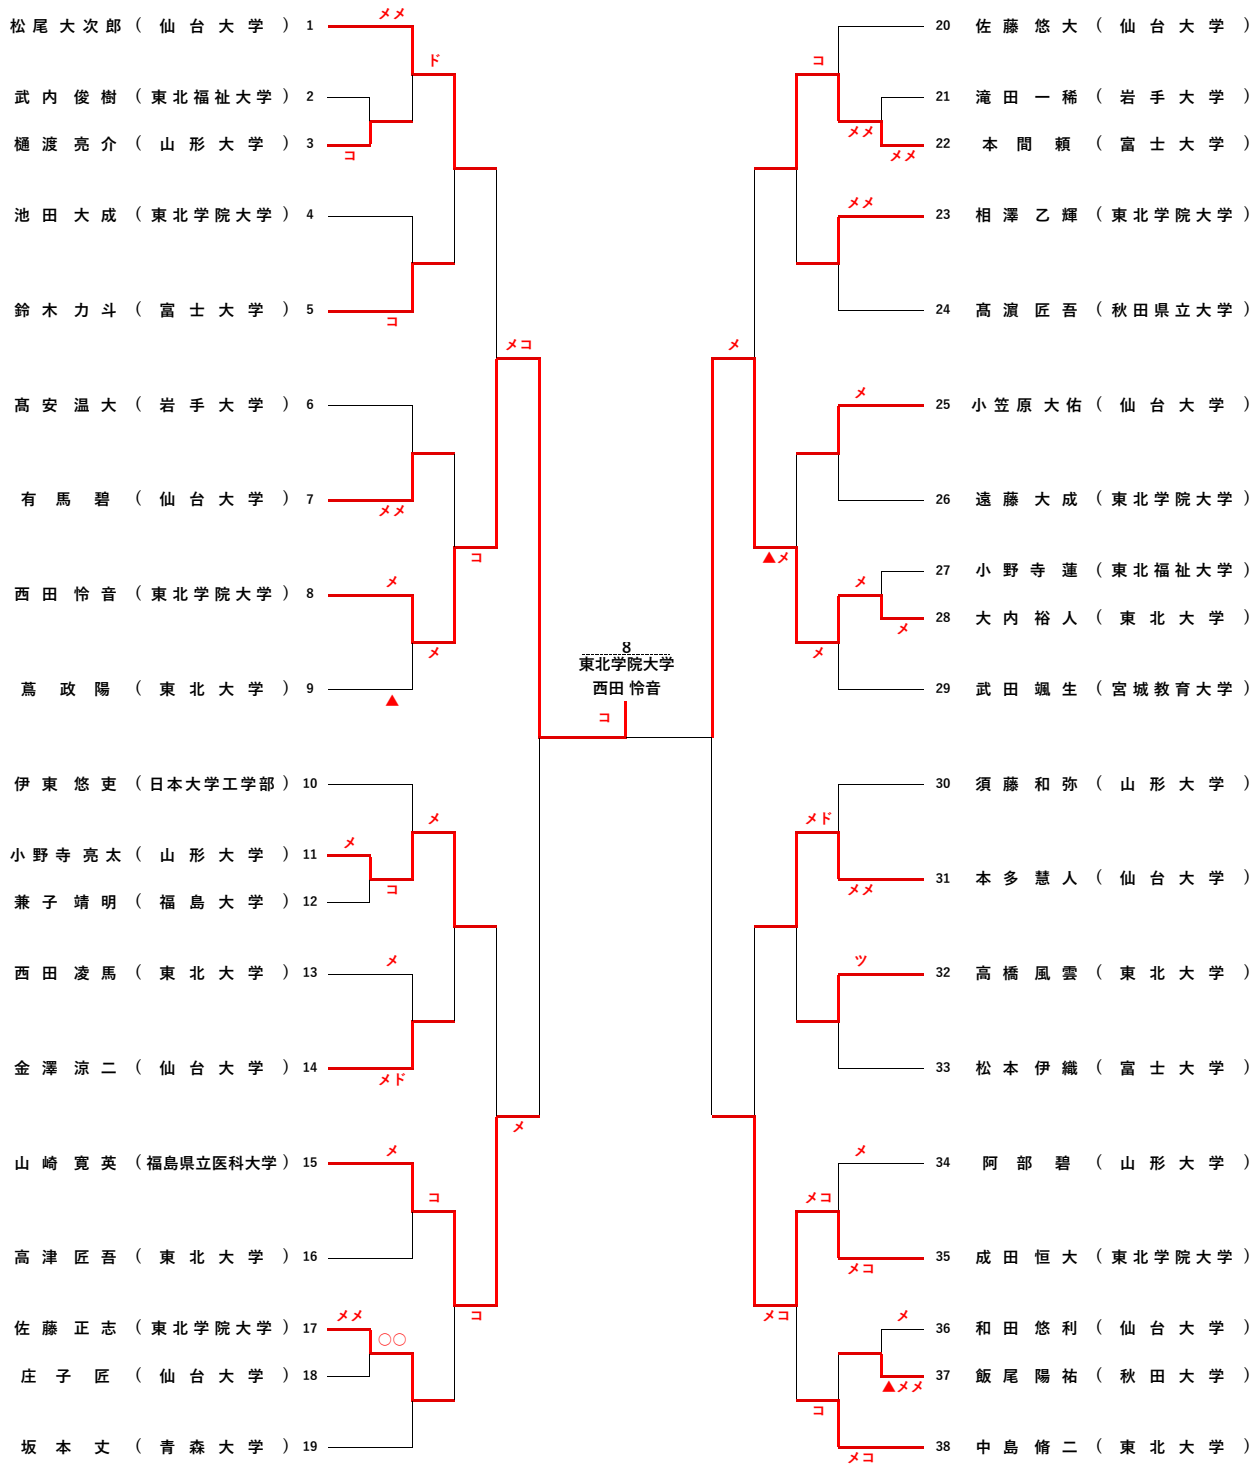 松尾 大次郎 ( 仙台大学 ) 1
メメ
ド
武内 俊樹 ( 東北福祉大学 ) 2
樋渡 亮介 ( 山形大学 ) 3
コ
池田 大成 ( 東北学院大学 ) 4
鈴木 力斗 ( 富士大学 ) 5
コ
メコ
髙安 温大 ( 岩手大学 ) 6
有馬 碧 ( 仙台大学 ) 7
メメ
コ
西田 怜音 ( 東北学院大学 ) 8
メ
メ
蔦 政陽 ( 東北大学 ) 9
▲
伊東 悠吏 ( 日本大学工学部 ) 10
メ
小野寺 亮太 ( 山形大学 ) 11
メ
コ
兼子 靖明 ( 福島大学 ) 12
西田 凌馬 ( 東北大学 ) 13
メ
金澤 涼二 ( 仙台大学 ) 14
メド
メ
山崎 寛英 ( 福島県立医科大学 ) 15
メ
コ
高津 匠吾 ( 東北大学 ) 16
コ
佐藤 正志 ( 東北学院大学 ) 17
メメ
○○
庄子 匠 ( 仙台大学 ) 18
坂本 丈 ( 青森大学 ) 19
8
東北学院大学
西田 怜音
コ
20 佐藤 悠大 ( 仙台大学 )
コ
21 滝田 一稀 ( 岩手大学 )
メメ
22 本間 頼 ( 富士大学 )
メメ
23 相澤 乙輝 ( 東北学院大学 )
メメ
24 髙濵 匠吾 ( 秋田県立大学 )
メ
25 小笠原 大佑 ( 仙台大学 )
メ
26 遠藤 大成 ( 東北学院大学 )
▲メ
27 小野寺 蓮 ( 東北福祉大学 )
メ
28 大内 裕人 ( 東北大学 )
メ
メ
29 武田 颯生 ( 宮城教育大学 )
30 須藤 和弥 ( 山形大学 )
メド
31 本多 慧人 ( 仙台大学 )
メメ
32 高橋 風雲 ( 東北大学 )
ツ
33 松本 伊織 ( 富士大学 )
34 阿部 碧 ( 山形大学 )
メ
メコ
35 成田 恒大 ( 東北学院大学 )
メコ
メコ
36 和田 悠利 ( 仙台大学 )
メ
37 飯尾 陽祐 ( 秋田大学 )
▲メメ
コ
38 中島 脩二 ( 東北大学 )
メコ